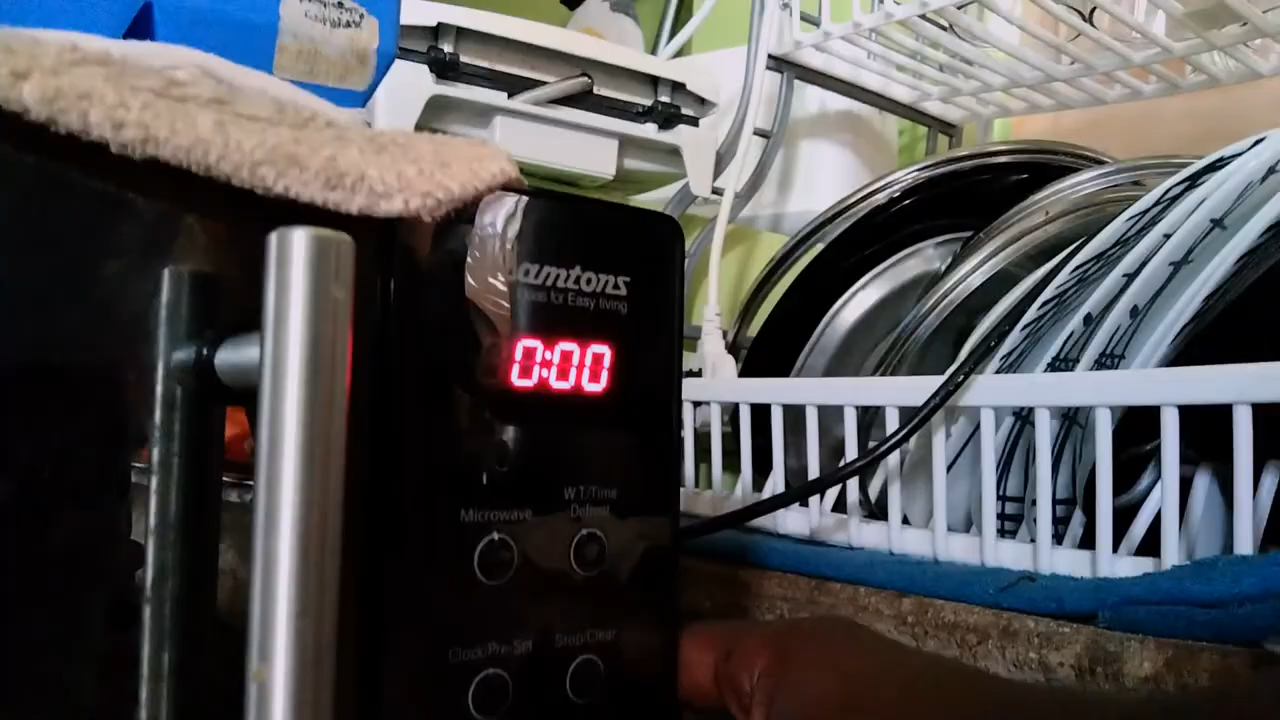 amtons
Ideas for Easy living
0:00
Microwave
W.T./Time
Defrost
Clock/Pre-Set
Stop/Clear